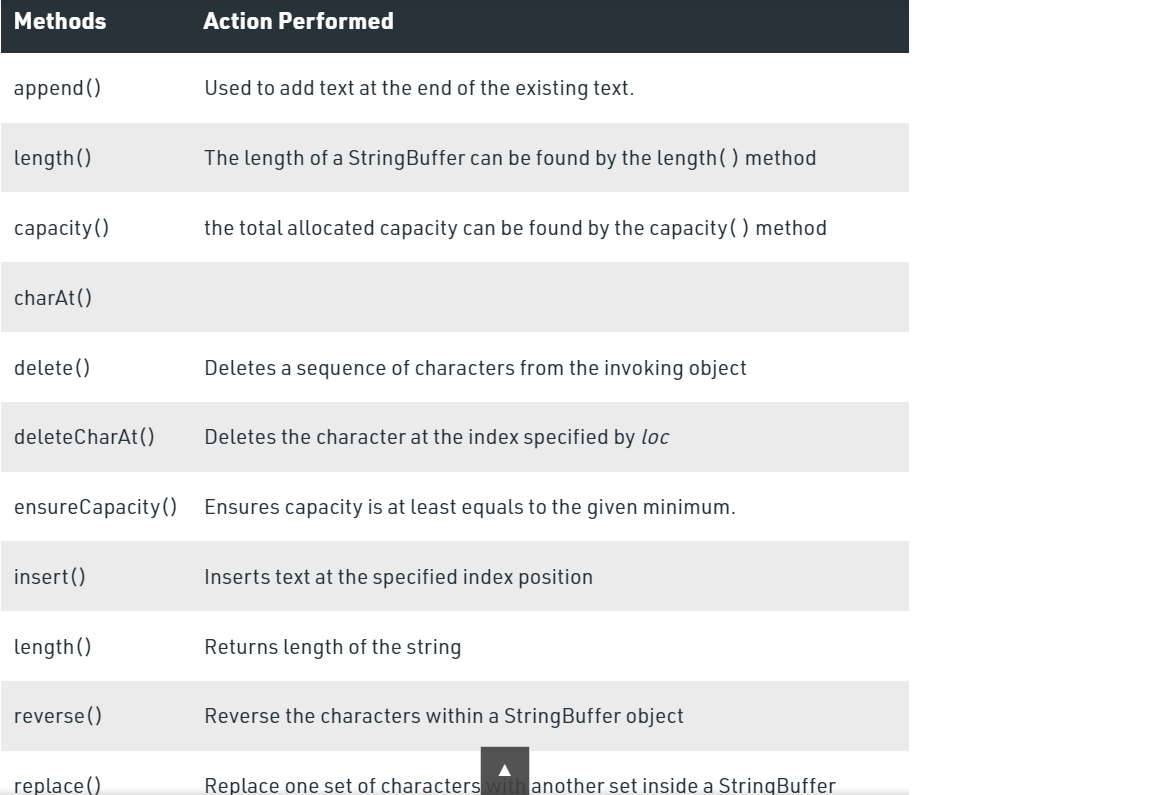 Methods Action Performed
append() Used to add text at the end of the existing text.
length() The length of a StringBuffer can be found by the length( ) method
capacity() the total allocated capacity can be found by the capacity( ) method
charAt()
delete() Deletes a sequence of characters from the invoking object
deleteCharAt() Deletes the character at the index specified by loc
ensureCapacity() Ensures capacity is at least equals to the given minimum.
insert() Inserts text at the specified index position
length() Returns length of the string
reverse() Reverse the characters within a StringBuffer object
replace() Replace one set of characters with another set inside a StringBuffer